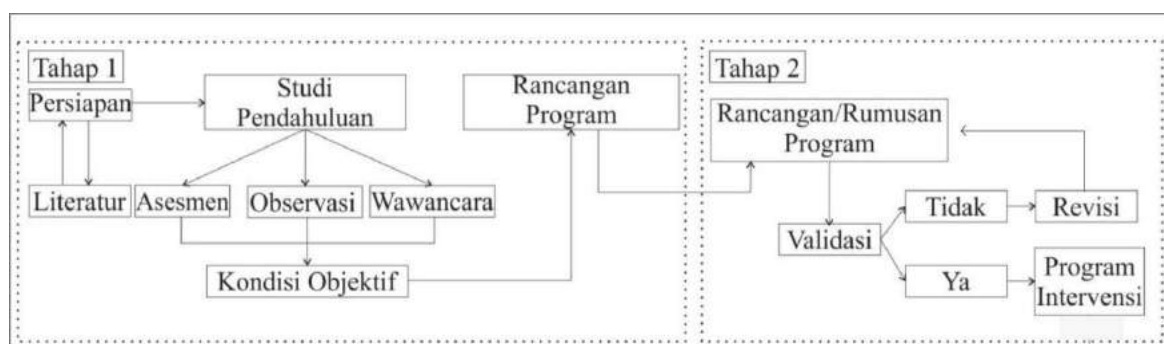 Tahap 1
Persiapan
Studi
Pendahuluan
Rancangan
Program
Literatur
Asesmen
Observasi
Wawancara
Kondisi Objektif
Tahap 2
Rancangan/Rumusan
Program
Validasi
Tidak
Revisi
Ya
Program
Intervensi